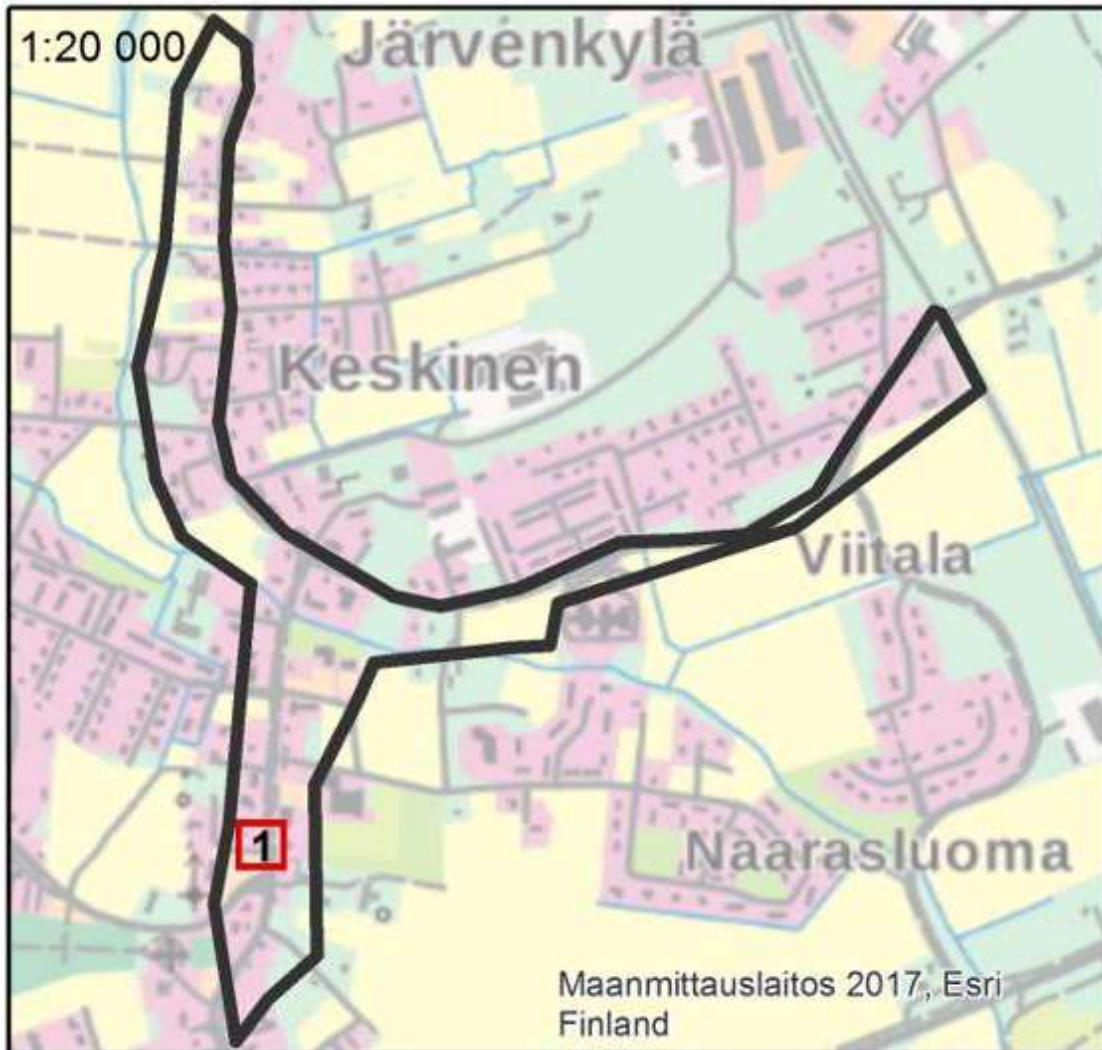 1:20 000
Järvenkylä
Keskinen
Viitala
1
Naarasluoma
Maanmittauslaitos 2017, Esri
Finland